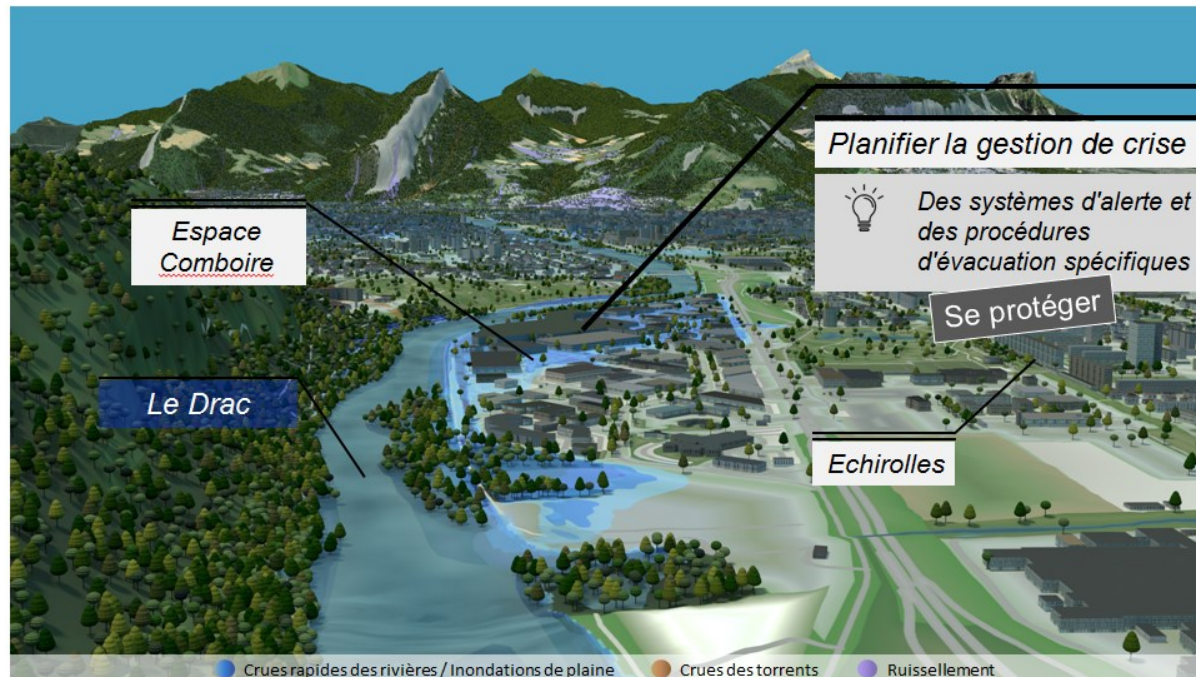 Planifier la gestion de crise
Des systèmes d'alerte et
des procédures
d'évacuation spécifiques
Se protéger
Espace
Comboire
Le Drac
Echirolles
Crues rapides des rivières / Inondations de plaine
Crues des torrents
Ruissellement